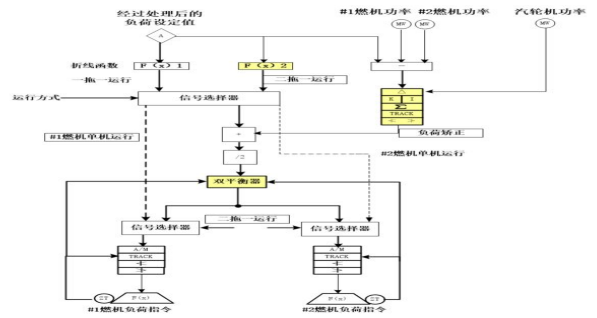 经过处理后的
负荷设定值
#1燃机功率
#2燃机功率
汽轮机功率
A
MW
MW
MW
折线函数
F（x）1
F（x）2
一拖一运行
二拖一运行
运行方式
信号选择器
K
I
Σ
TRACK
负荷矫正
#1燃机单机运行
+
/2
#2燃机单机运行
双平衡器
二拖一运行
信号选择器
信号选择器
A/M
TRACK
A/M
TRACK
ZT
F(x)
F(x)
ZT
#1燃机负荷指令
#2燃机负荷指令